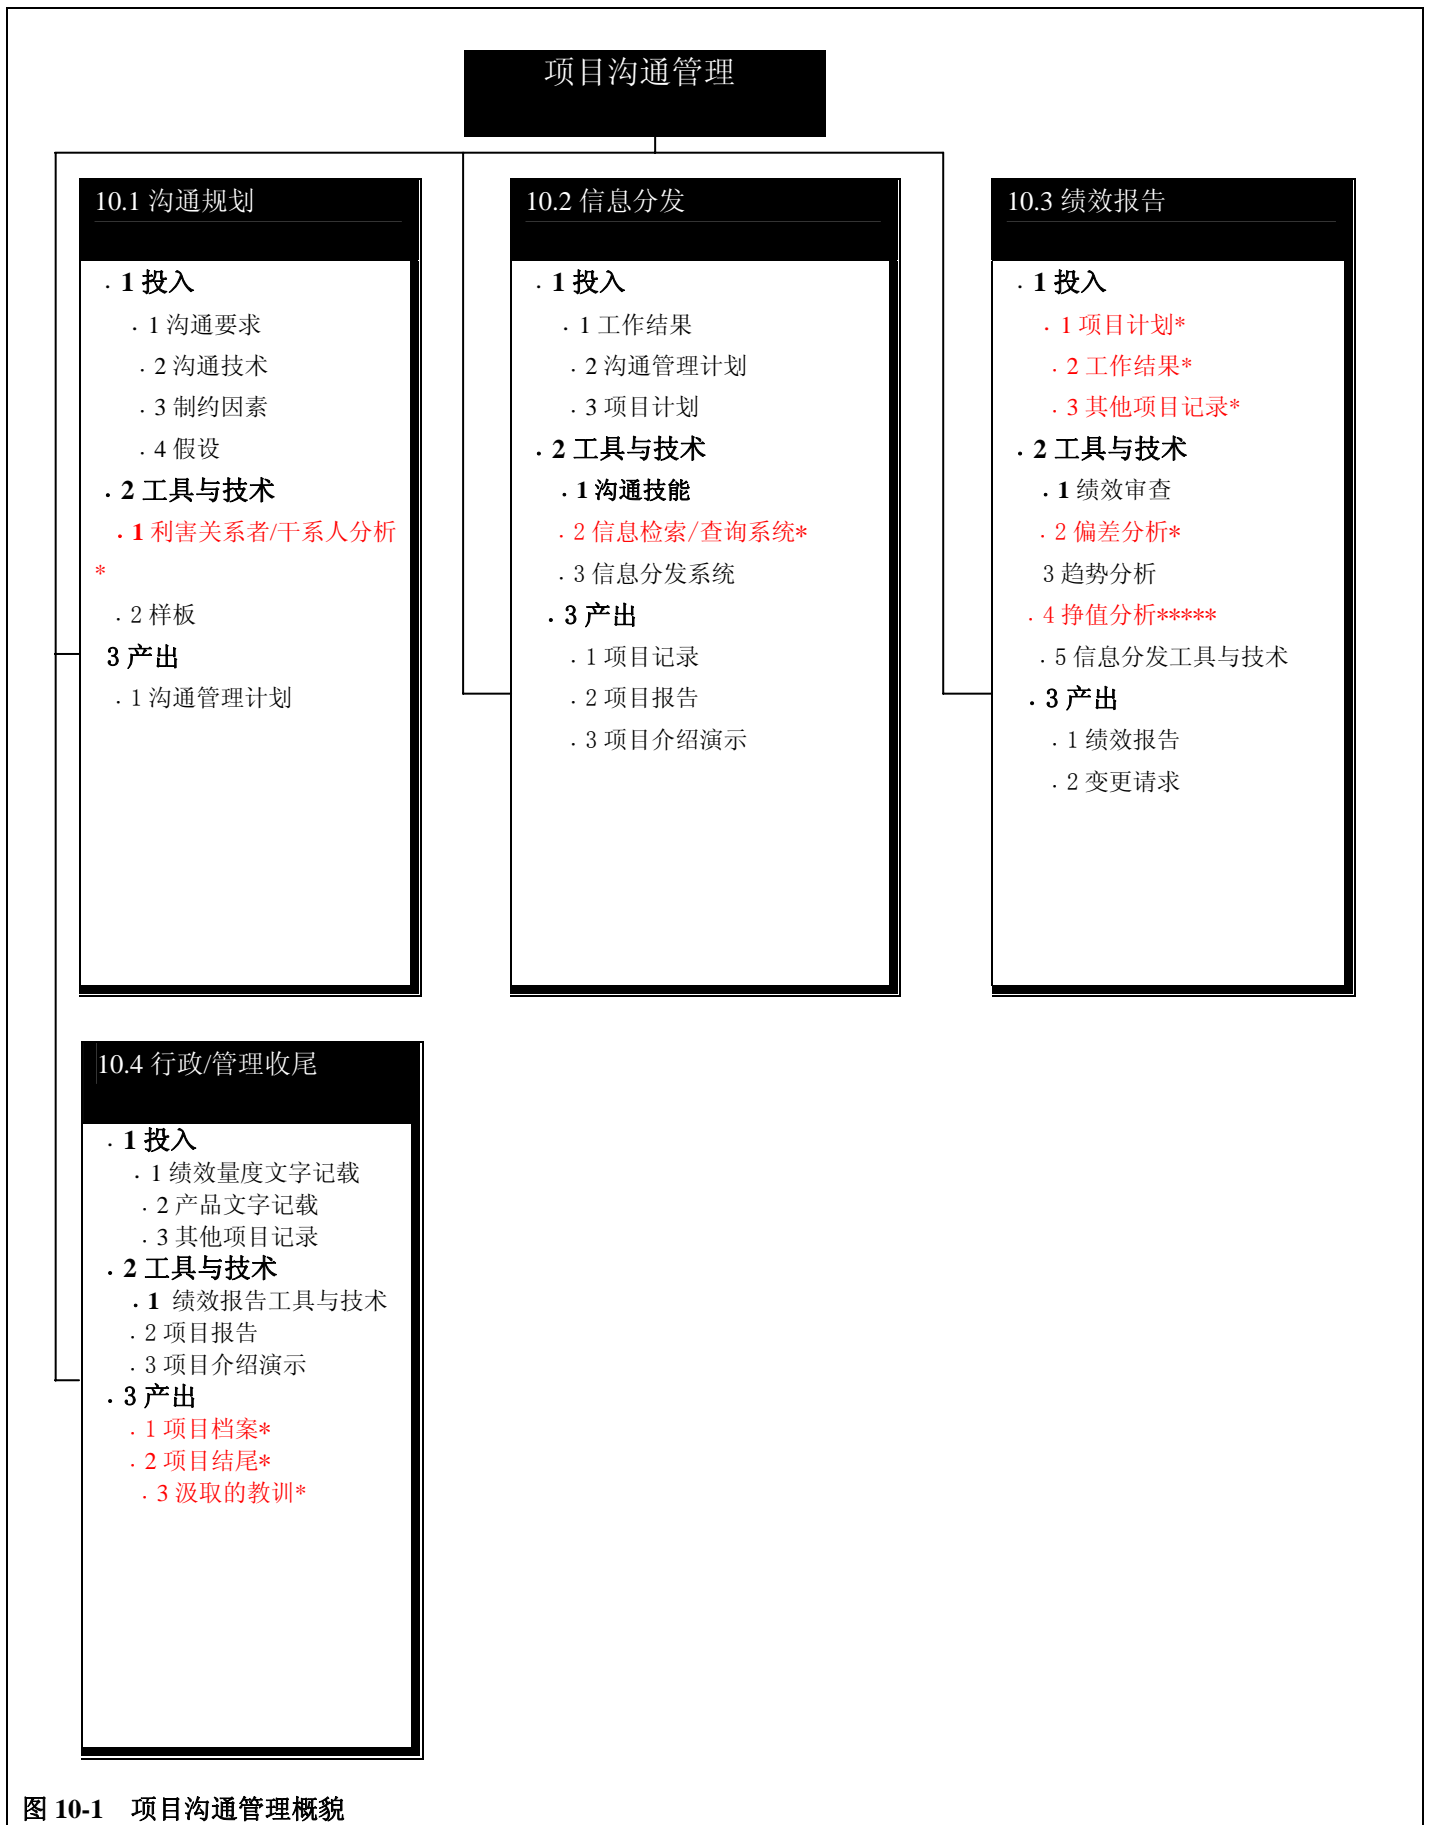 项目沟通管理
10.1 沟通规划
. 1 投入
. 1 沟通要求
. 2 沟通技术
. 3 制约因素
. 4 假设
. 2 工具与技术
. 1 利害关系者/干系人分析
*
. 2 样板
3 产出
. 1 沟通管理计划
10.2 信息分发
. 1 投入
. 1 工作结果
. 2 沟通管理计划
. 3 项目计划
. 2 工具与技术
. 1 沟通技能
. 2 信息检索/查询系统*
. 3 信息分发系统
. 3 产出
. 1 项目记录
. 2 项目报告
. 3 项目介绍演示
10.3 绩效报告
. 1 投入
. 1 项目计划*
. 2 工作结果*
. 3 其他项目记录*
. 2 工具与技术
. 1 绩效审查
. 2 偏差分析*
3 趋势分析
. 4 挣值分析*****
. 5 信息分发工具与技术
. 3 产出
. 1 绩效报告
. 2 变更请求
10.4 行政/管理收尾
. 1 投入
. 1 绩效量度文字记载
. 2 产品文字记载
. 3 其他项目记录
. 2 工具与技术
. 1 绩效报告工具与技术
. 2 项目报告
. 3 项目介绍演示
. 3 产出
. 1 项目档案*
. 2 项目结尾*
. 3 汲取的教训*
图 10-1 项目沟通管理概貌